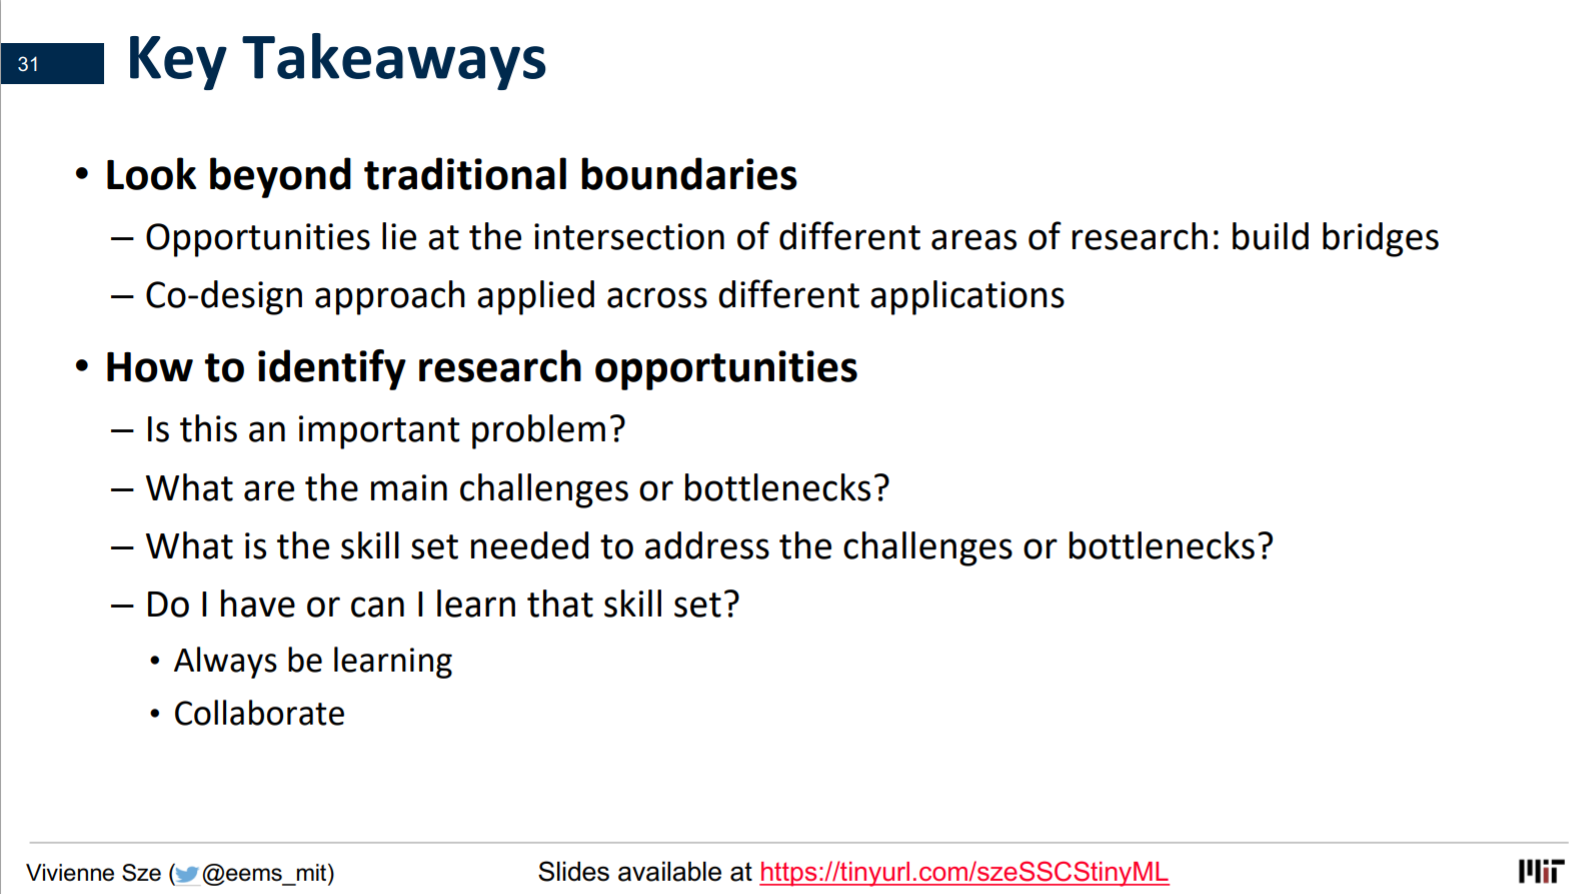 31
Key Takeaways
• Look beyond traditional boundaries
– Opportunities lie at the intersection of different areas of research: build bridges
– Co-design approach applied across different applications
• How to identify research opportunities
– Is this an important problem?
– What are the main challenges or bottlenecks?
– What is the skill set needed to address the challenges or bottlenecks?
– Do I have or can I learn that skill set?
• Always be learning
• Collaborate
Vivienne Sze (@eems_mit)
Slides available at https://tinyurl.com/szeSSCStinyML
MIT